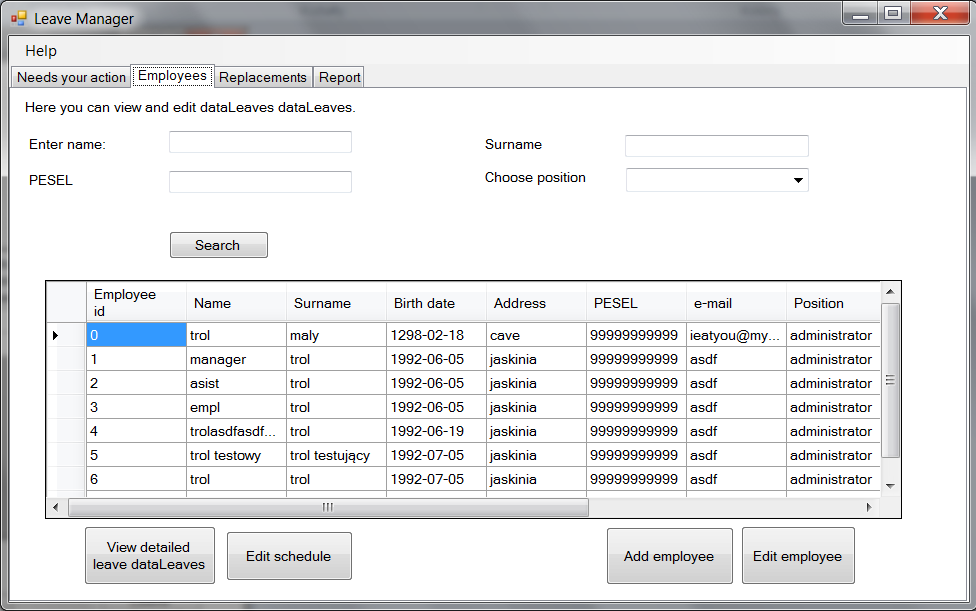 Leave Manager
Help
Needs your action Employees Replacements Report
Here you can view and edit dataLeaves dataLeaves.
Enter name: Surname
PESEL Choose position
Search
Employee id Name Surname Birth date Address PESEL e-mail Position
0 trol maly 1298-02-18 cave 99999999999 ieatyou@my... administrator
1 manager trol 1992-06-05 jaskinia 99999999999 asdf administrator
2 asist trol 1992-06-05 jaskinia 99999999999 asdf administrator
3 empl trol 1992-06-05 jaskinia 99999999999 asdf administrator
4 trolasdfasdf... trol 1992-06-19 jaskinia 99999999999 asdf administrator
5 trol testowy trol testujący 1992-07-05 jaskinia 99999999999 asdf administrator
6 trol trol 1992-07-05 jaskinia 99999999999 asdf administrator
View detailed
leave dataLeaves
Edit schedule
Add employee
Edit employee